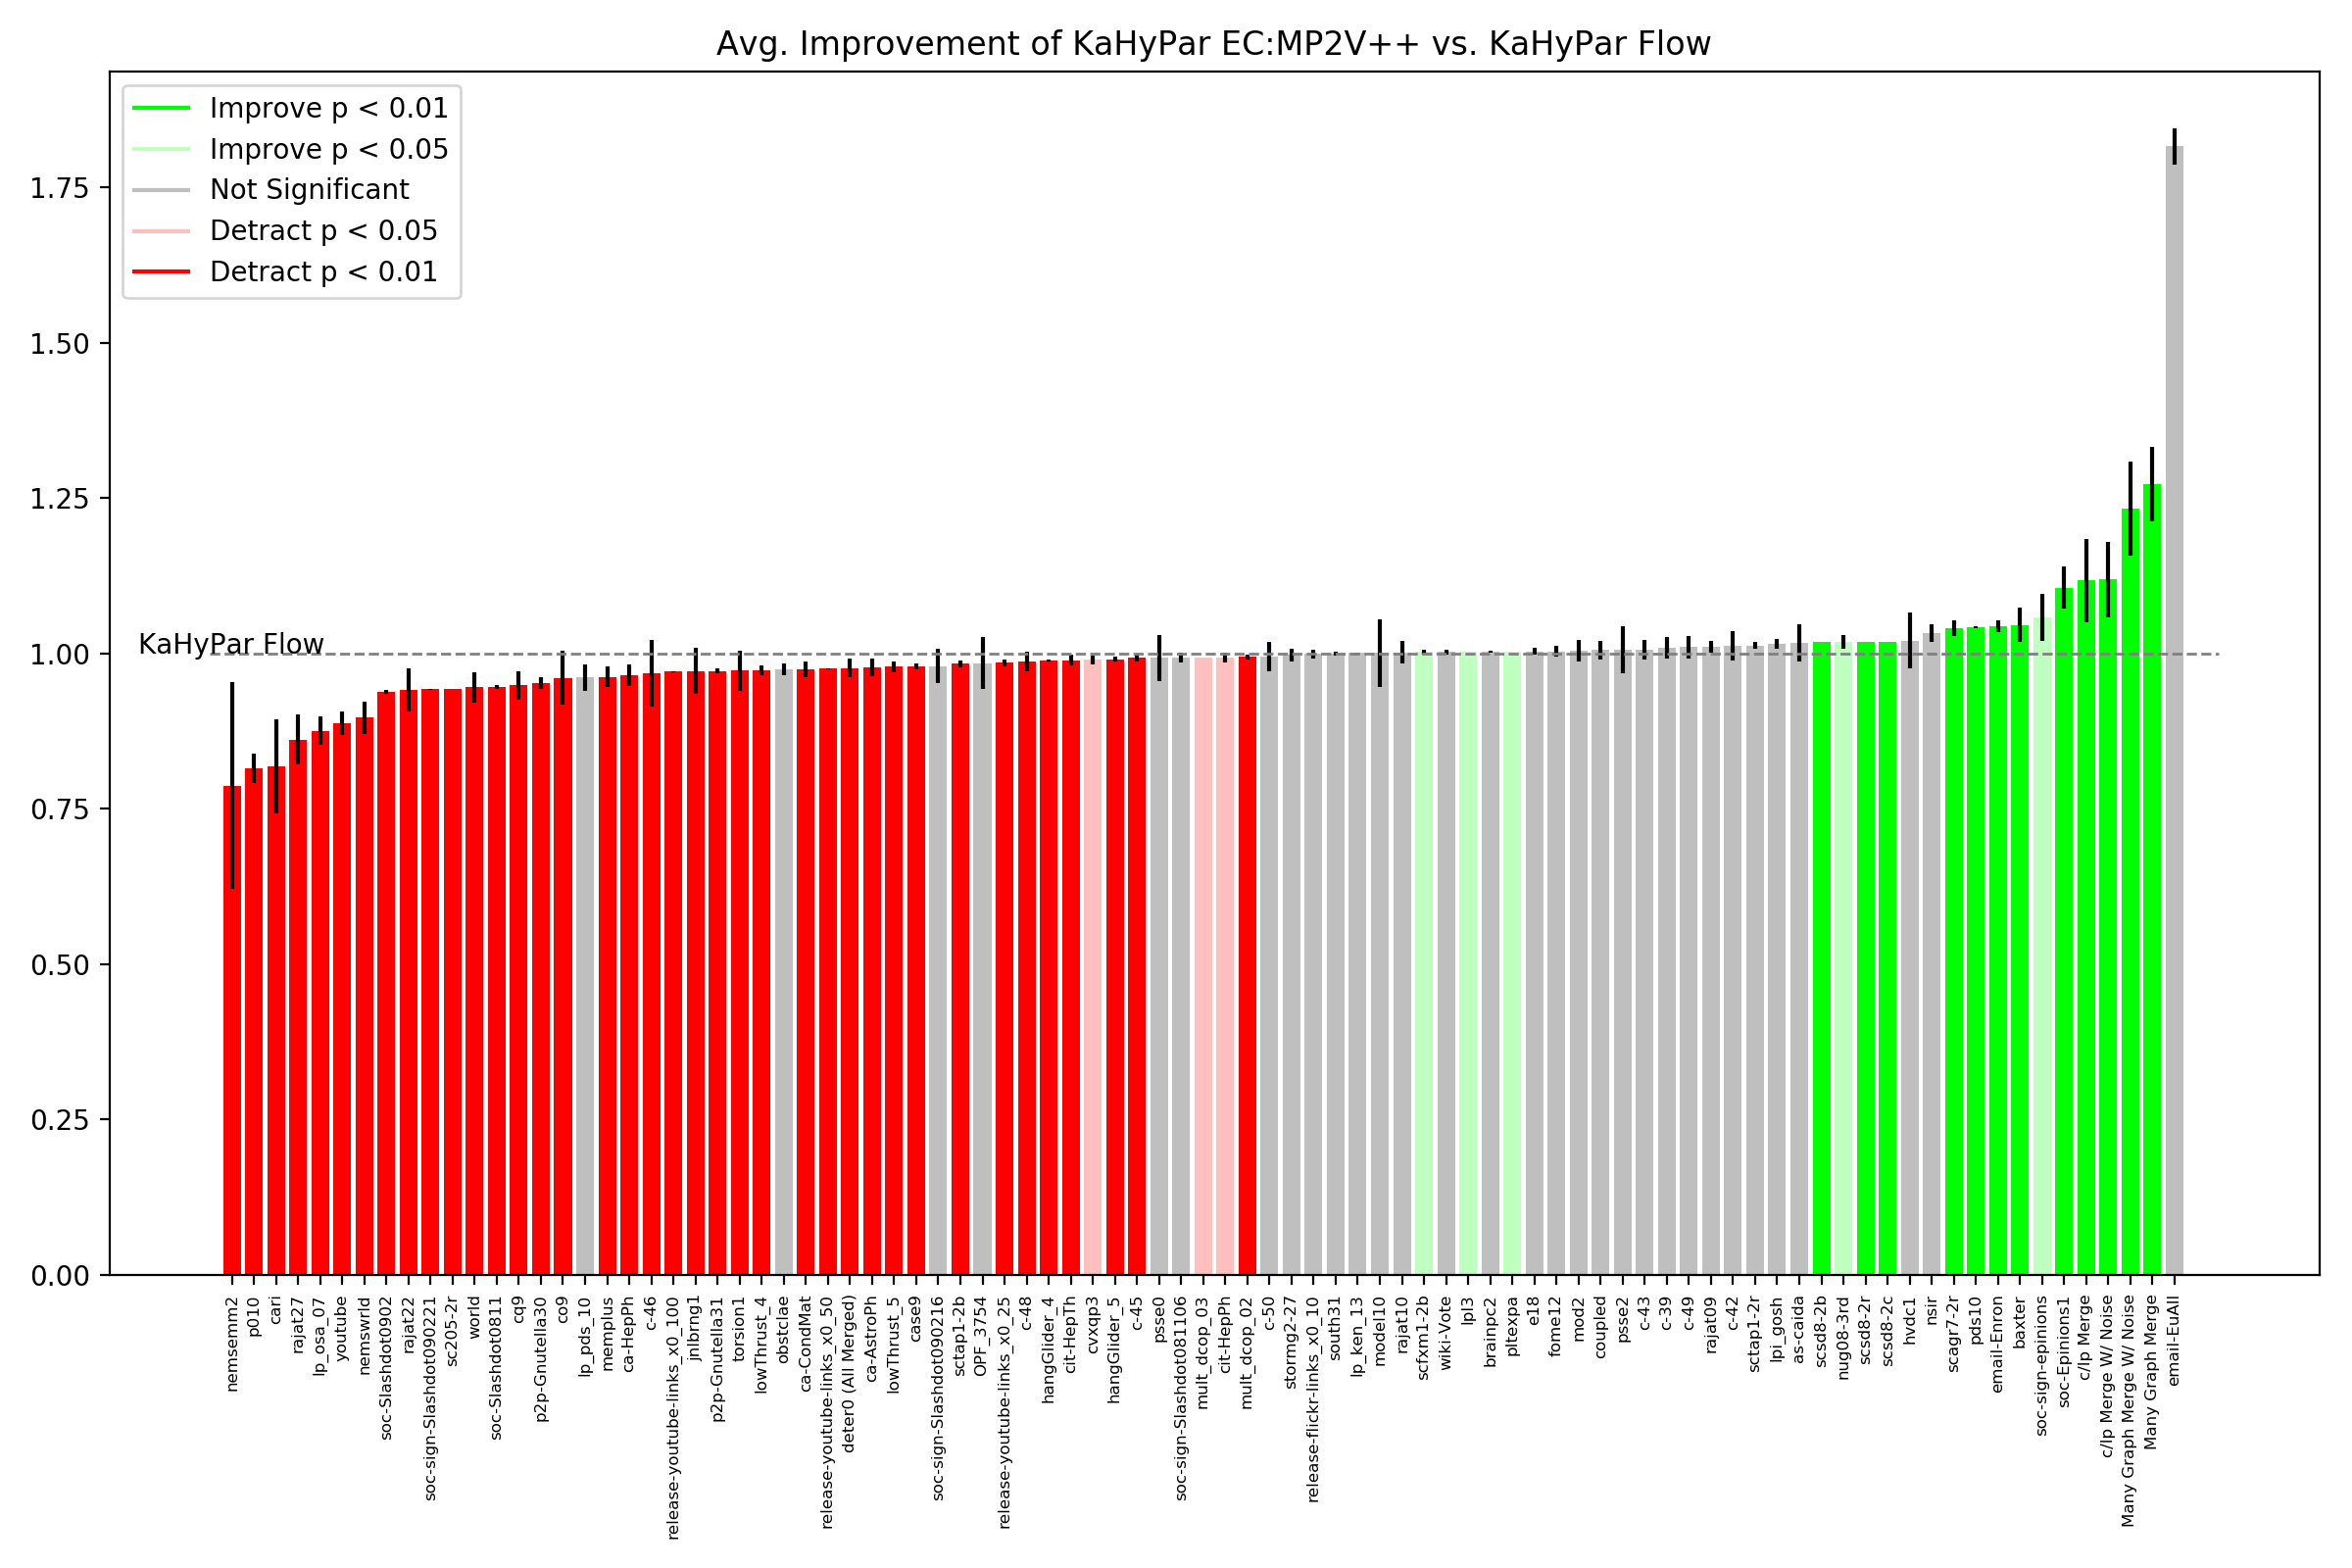 Avg. Improvement of KaHyPar EC:MP2V++ vs. KaHyPar Flow
Improve p < 0.01
Improve p < 0.05
Not Significant
Detract p < 0.05
Detract p < 0.01
1.75
1.50
1.25
1.00
0.75
0.50
0.25
0.00
KaHyPar Flow
nemsemm2
p010
cari
rajat27
lp_osa_07
youtube
nemswrld
soc-Slashdot0902
rajat22
soc-sign-Slashdot090221
sc205-2r
world
soc-Slashdot0811
cq9
p2p-Gnutella30
co9
lp_pds_10
memplus
ca-HepPh
c-46
release-youtube-links_x0_100
jnlbrng1
p2p-Gnutella31
torsion1
lowThrust_4
obstclae
ca-CondMat
release-youtube-links_x0_50
deter0 (All Merged)
ca-AstroPh
lowThrust_5
case9
soc-sign-Slashdot090216
sctap1-2b
OPF_3754
release-youtube-links_x0_25
c-48
hangGlider_4
cit-HepTh
cvxqp3
hangGlider_5
c-45
psse0
soc-sign-Slashdot081106
mult_dcop_03
cit-HepPh
mult_dcop_02
c-50
stormg2-27
release-flickr-links_x0_10
south31
lp_ken_13
model10
rajat10
scfxm1-2b
wiki-Vote
lpl3
brainpc2
pltexpa
e18
fome12
mod2
coupled
psse2
c-43
c-39
c-49
rajat09
c-42
sctap1-2r
lpi_gosh
as-caida
scsd8-2b
nug08-3rd
scsd8-2r
scsd8-2c
hvdc1
nsir
scagr7-2r
pds10
email-Enron
baxter
soc-sign-epinions
soc-Epinions1
c/lp Merge
c/lp Merge W/ Noise
Many Graph Merge W/ Noise
Many Graph Merge
email-EuAll